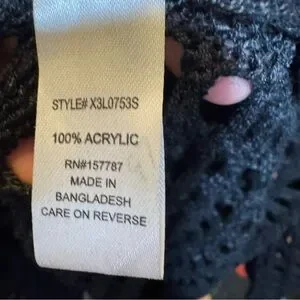 STYLE# X3L0753S
100% ACRYLIC
RN#157787
MADE IN
BANGLADESH
CARE ON REVERSE